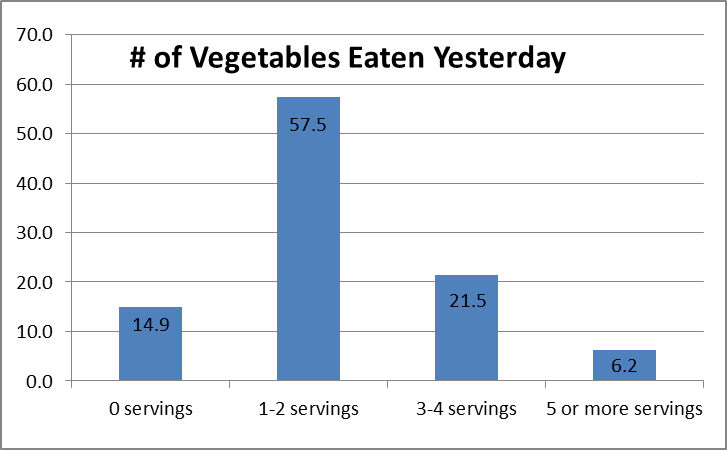 # of Vegetables Eaten Yesterday
70.0
60.0
50.0
40.0
30.0
20.0
10.0
0.0
14.9
57.5
21.5
6.2
0 servings
1-2 servings
3-4 servings
5 or more servings